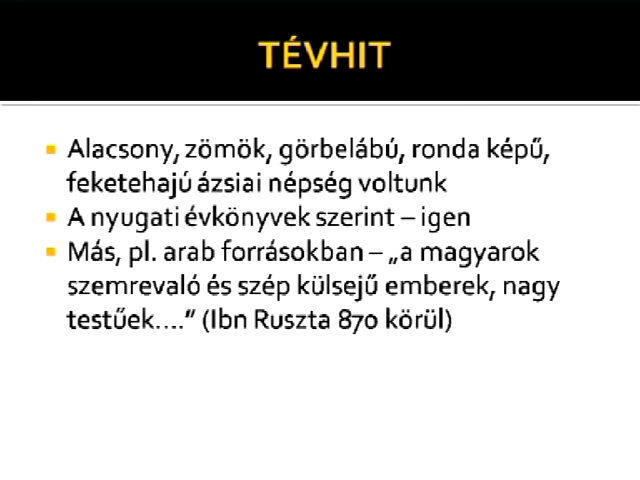 TÉVHIT
Alacsony, zömök, görbelábú, ronda képű,
feketehajú ázsiai népség voltunk
A nyugati évkönyvek szerint – igen
Más, pl. arab forrásokban – „a magyarok
szemrevaló és szép külsejű emberek, nagy
testűek....” (Ibn Ruszta 870 körül)